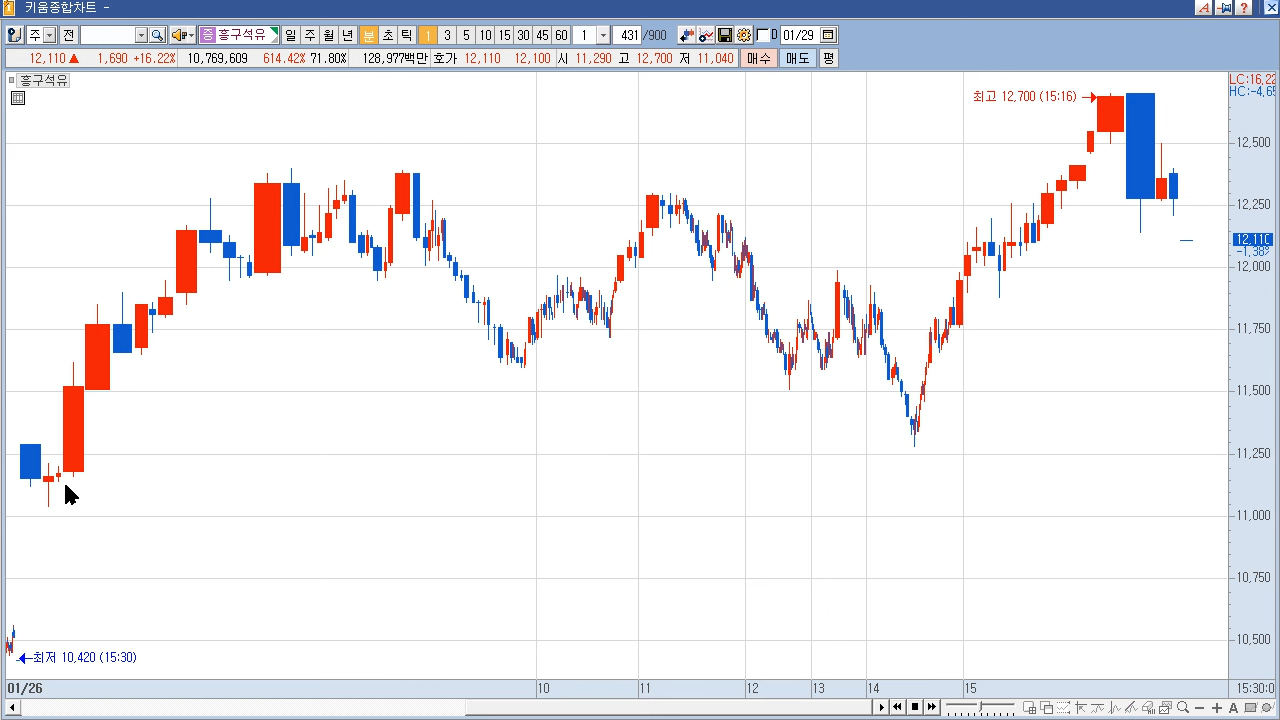 키움종합차트 -
주 전 증 흥구석유 일 주 월 년 분 초 틱 1 3 5 10 15 30 45 60 1 431 /900 D 01/29
12,110 ▲ 1,690 +16.22% 10,769,609 614.42% 71.80% 128,977백만 호가 12,110 12,100 시 11,290 고 12,700 저 11,040 매수 매도 평
흥구석유
LC:16,22
HC:-4,65
최고 12,700 (15:16)
12,500
12,250
12,110
12,000
11,750
11,500
11,250
11,000
10,750
10,500
최저 10,420 (15:30)
01/26 10 11 12 13 14 15 15:30:0